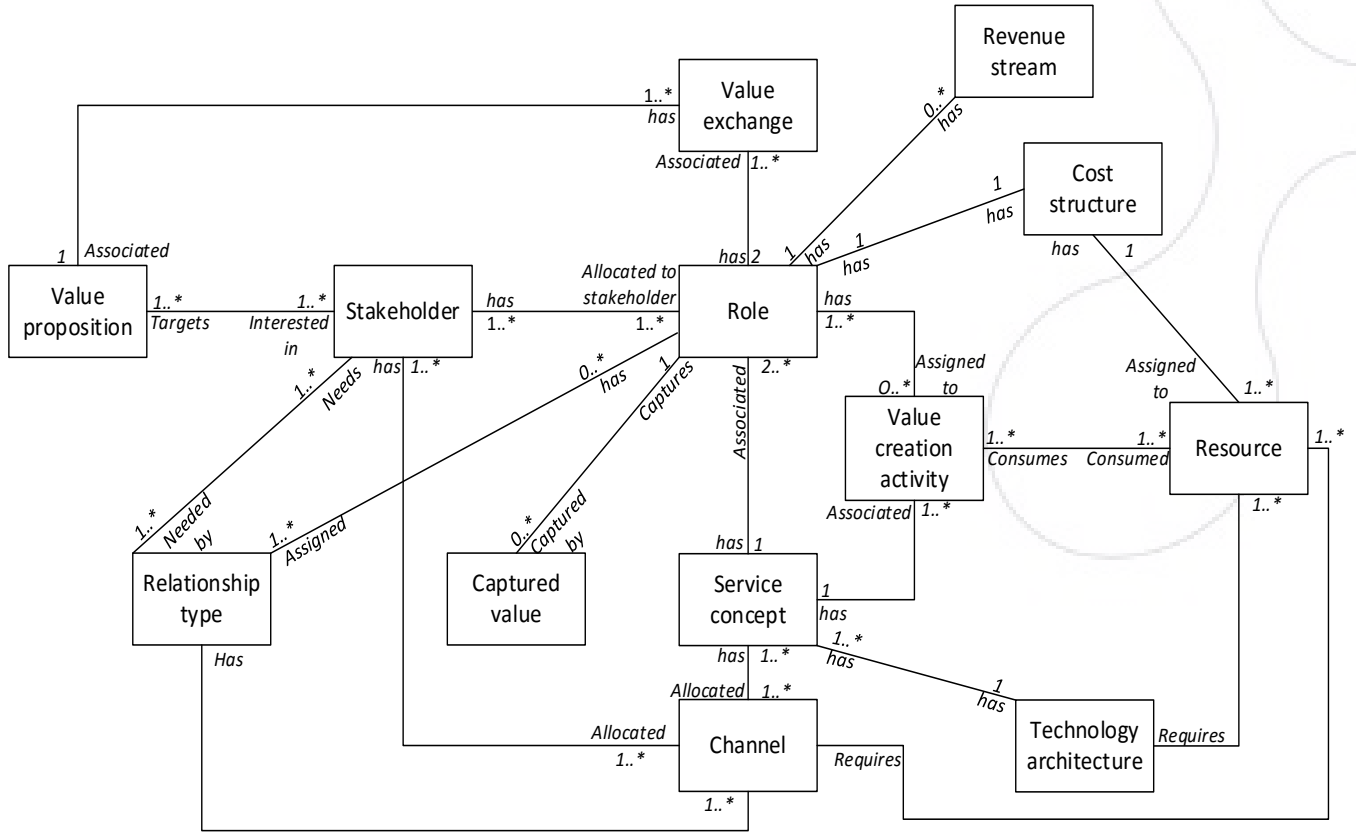 Revenue
stream
0..*
has
Value
exchange
1..*
has
Associated 1..*
Cost
structure
1
has
has 1
1 Associated
has 2
1
has
1
has
Value
proposition
1..*
Targets
1..*
Interested
in
Stakeholder
has
1..*
Allocated to
stakeholder
1..*
Role
has
1..*
has 1..*
1..*
Needs
0..*
has
1
Captures
Associated
2..*
Assigned
to
0..*
Value
creation
activity
1..*
Consumes
1..*
Consumed
Assigned
to
1..*
Resource
1..*
1..*
Associated 1..*
1..*
Needed
by
1..*
Assigned
0..*
Captured
by
has 1
Relationship
type
Captured
value
Service
concept
1
has
Has
has 1..*
1..*
has
1
has
Allocated 1..*
Allocated
1..*
Channel
Requires
Technology
architecture
Requires
1..*